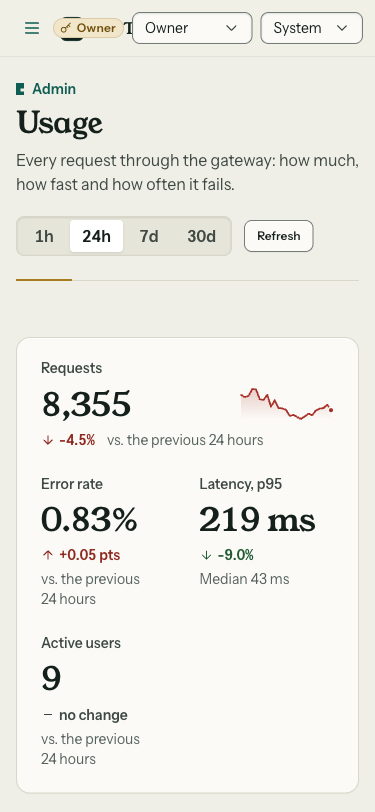 Owner
T
Owner
System
Admin
Usage
Every request through the gateway: how much,
how fast and how often it fails.
1h 24h 7d 30d Refresh
Requests
8,355
↓ -4.5% vs. the previous 24 hours
Error rate
0.83%
↑ +0.05 pts
vs. the previous
24 hours
Latency, p95
219 ms
↓ -9.0%
Median 43 ms
Active users
9
— no change
vs. the previous
24 hours